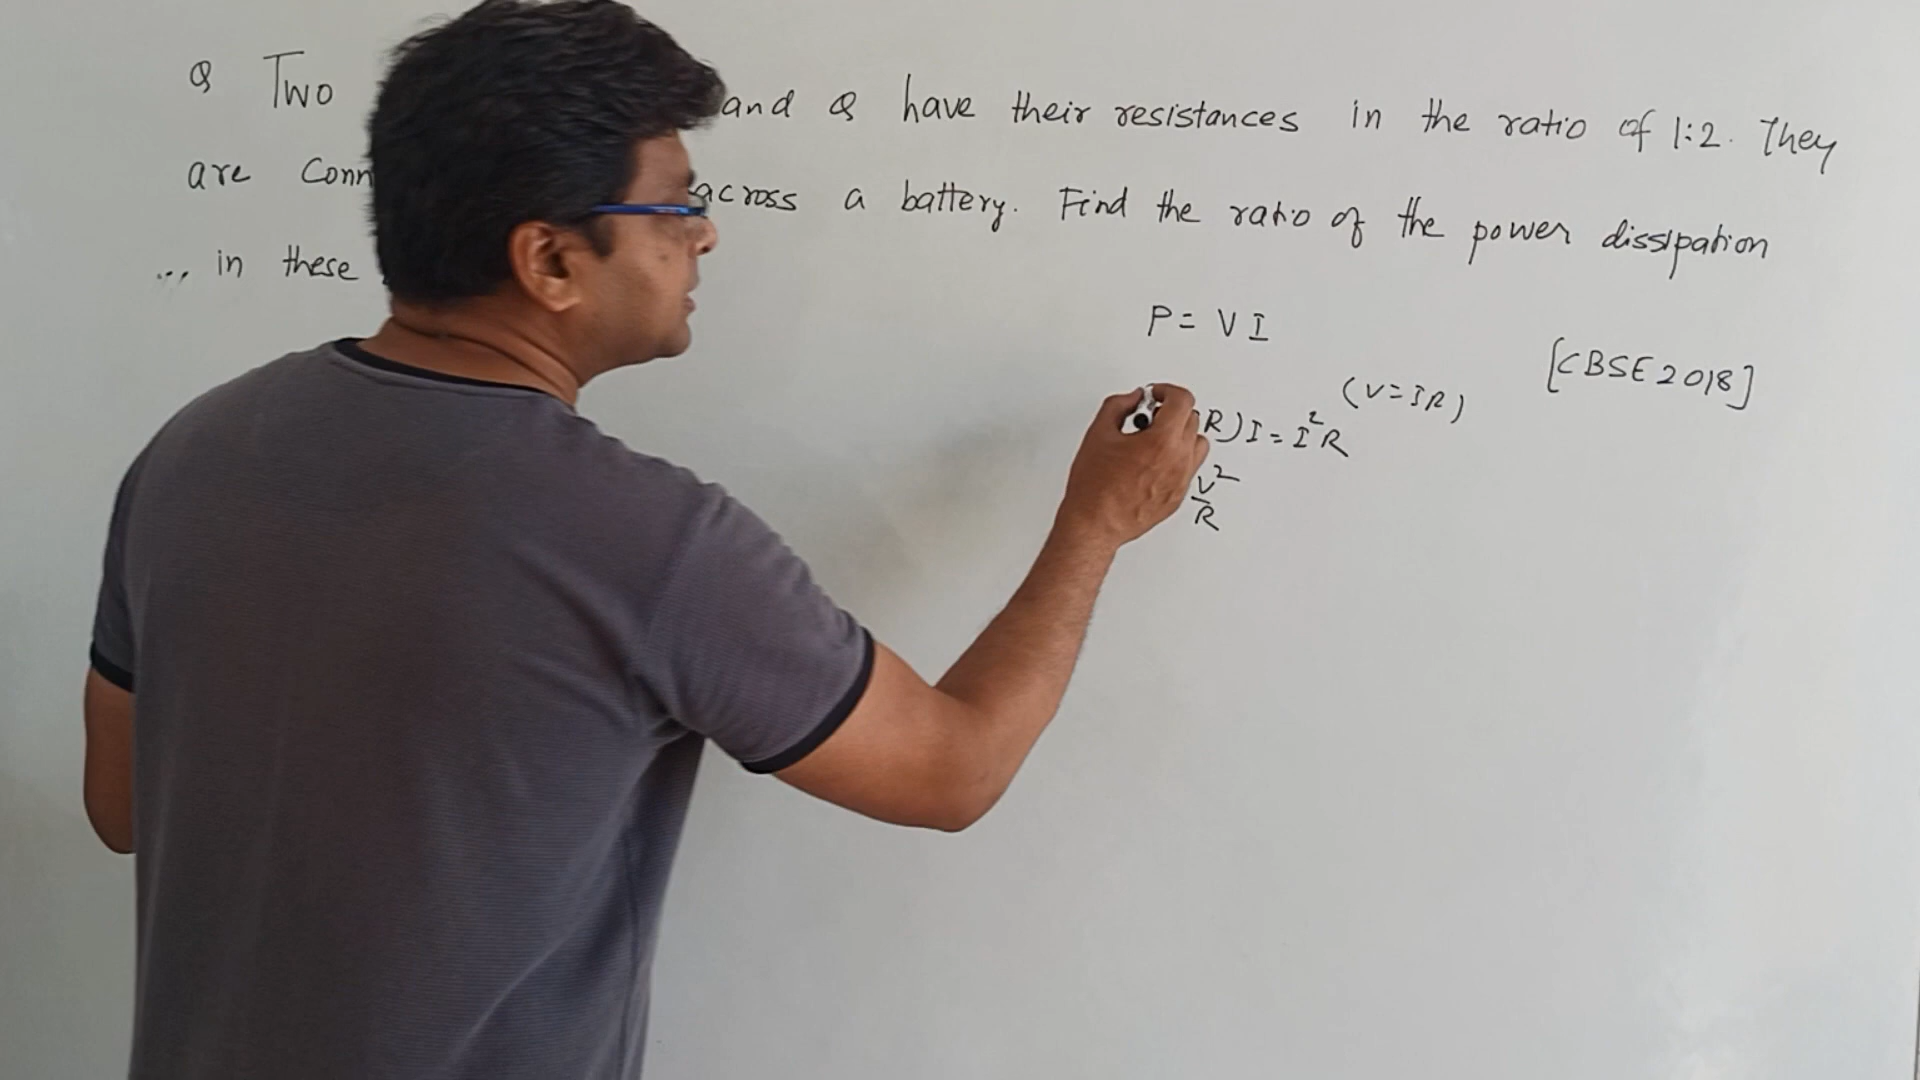 Q Two and Q have their resistances in the ratio of 1:2. They
are Conn across a battery. Find the ratio of the power dissipation
... in these
P = VI
(V=IR)
[CBSE 2018]
R)I = I²R
V²/R